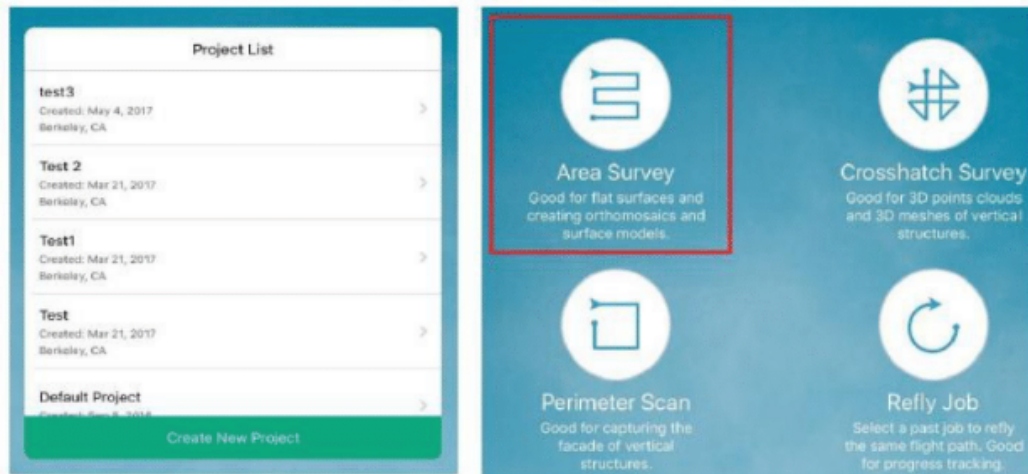 Project List
test3
Created: May 4, 2017
Berkeley, CA
Test 2
Created: Mar 21, 2017
Berkeley, CA
Test1
Created: Mar 21, 2017
Berkeley, CA
Test
Created: Mar 21, 2017
Berkeley, CA
Default Project
Created: Sep 8, 2016
Create New Project
Area Survey
Good for flat surfaces and
creating orthomosaics and
surface models.
Crosshatch Survey
Good for 3D points clouds
and 3D meshes of vertical
structures.
Perimeter Scan
Good for capturing the
facade of vertical
structures.
Refly Job
Select a past job to refly
the same flight path. Good
for progress tracking.